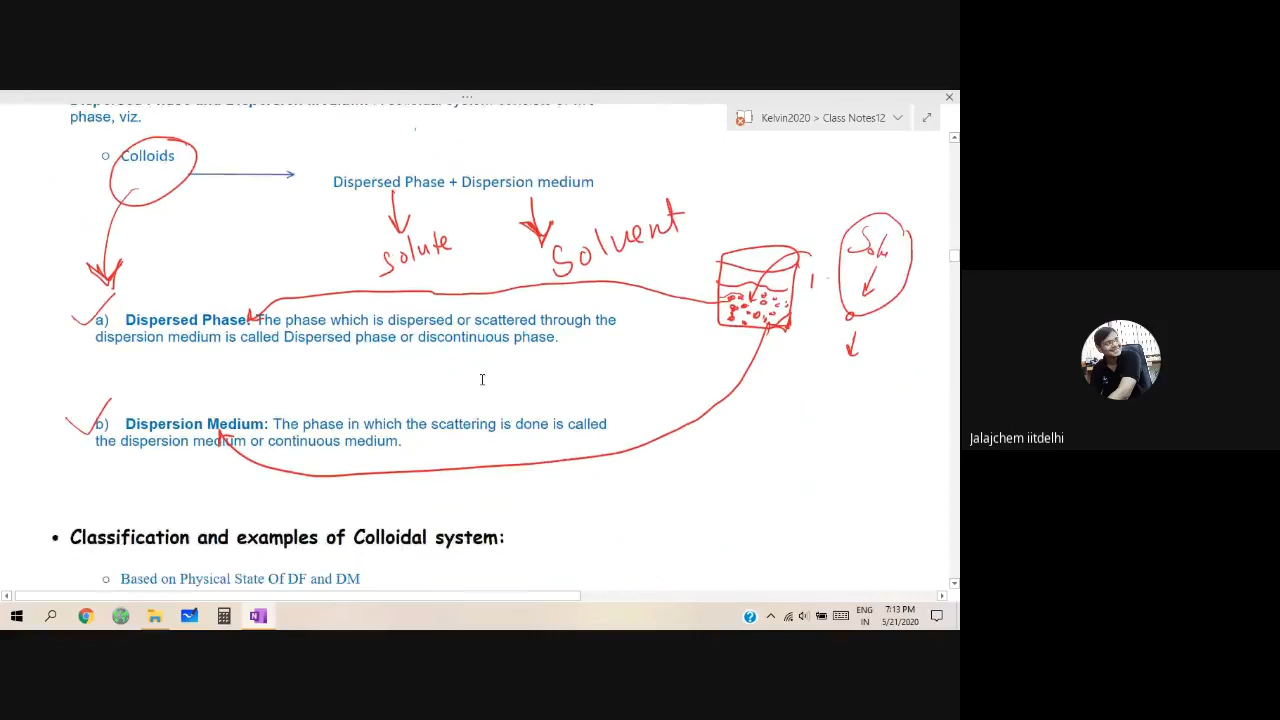 phase, viz.
Kelvin2020 > Class Notes12
Colloids
Dispersed Phase + Dispersion medium
Solute
Solvent
a) Dispersed Phase: The phase which is dispersed or scattered through the
dispersion medium is called Dispersed phase or discontinuous phase.
b) Dispersion Medium: The phase in which the scattering is done is called
the dispersion medium or continuous medium.
Jalajchem iitdelhi
• Classification and examples of Colloidal system:
Based on Physical State Of DF and DM
ENG
IN
7:13 PM
5/21/2020